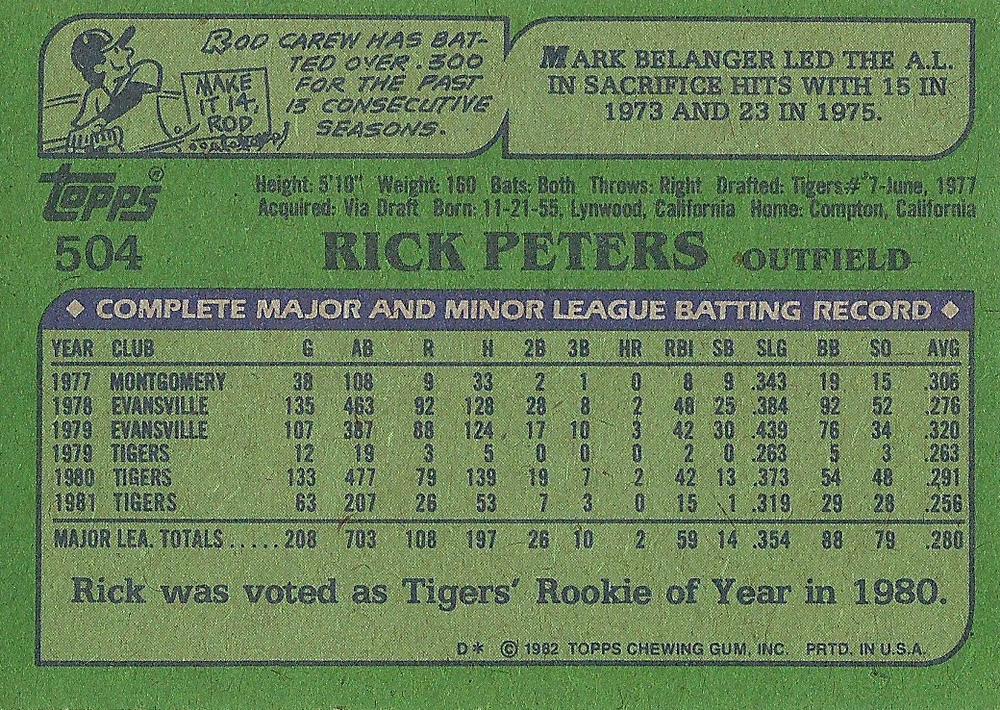 ROD CAREW HAS BAT-
TED OVER .300
FOR THE PAST
13 CONSECUTIVE
SEASONS.
MAKE
IT 14,
ROD
MARK BELANGER LED THE A.L.
IN SACRIFICE HITS WITH 15 IN
1973 AND 23 IN 1975.
topps®
504
Height: 5'10" Weight: 160 Bats: Both Throws: Right Drafted: Tigers #7-June, 1977
Acquired: Via Draft Born: 11-21-55, Lynwood, California Home: Compton, California
RICK PETERS OUTFIELD
◆ COMPLETE MAJOR AND MINOR LEAGUE BATTING RECORD ◆
YEAR CLUB G AB R H 2B 3B HR RBI SB SLG BB SO AVG
1977 MONTGOMERY 38 108 9 33 2 1 0 8 9 .343 19 15 .306
1978 EVANSVILLE 135 463 92 128 28 8 2 48 25 .384 92 52 .276
1979 EVANSVILLE 107 387 88 124 17 10 3 42 30 .439 76 34 .320
1979 TIGERS 12 19 3 5 0 0 0 2 0 .263 5 3 .263
1980 TIGERS 133 477 79 139 19 7 2 42 13 .373 54 48 .291
1981 TIGERS 63 207 26 53 7 3 0 15 1 .319 29 28 .256
MAJOR LEA. TOTALS.....208 703 108 197 26 10 2 59 14 .354 88 79 .280
Rick was voted as Tigers' Rookie of Year in 1980.
D* © 1982 TOPPS CHEWING GUM, INC. PRTD. IN U.S.A.